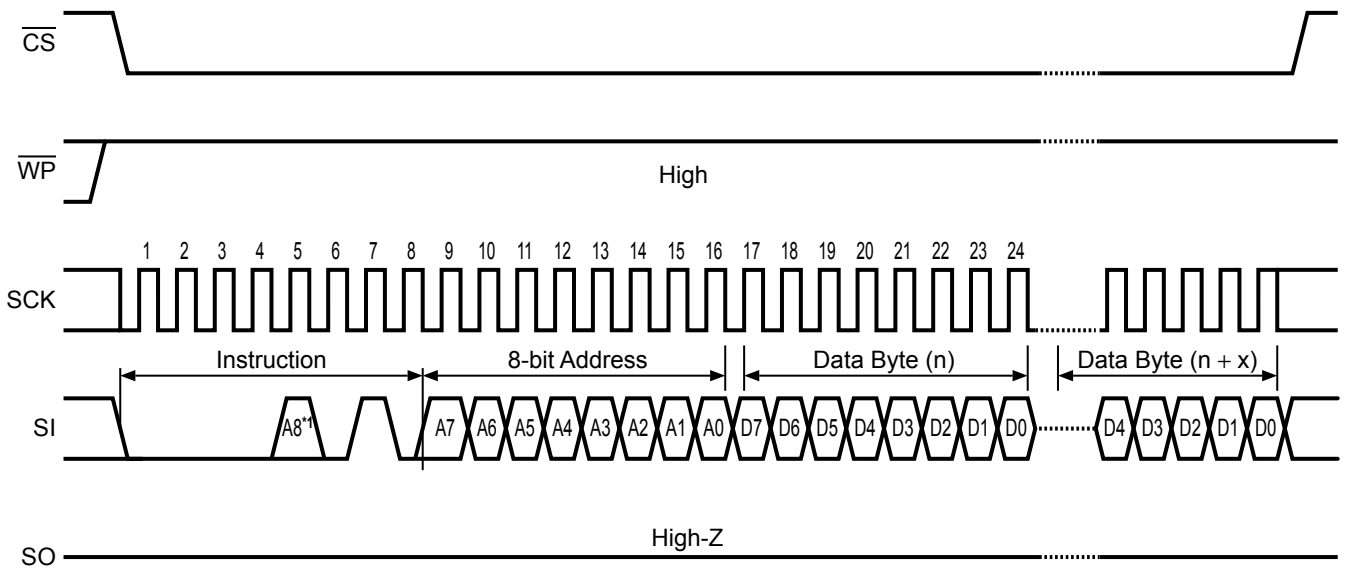 CS
WP
High
1 2 3 4 5 6 7 8 9 10 11 12 13 14 15 16 17 18 19 20 21 22 23 24
SCK
Instruction 8-bit Address Data Byte (n) Data Byte (n + x)
SI A8*1 A7 A6 A5 A4 A3 A2 A1 A0 D7 D6 D5 D4 D3 D2 D1 D0 D4 D3 D2 D1 D0
High-Z
SO